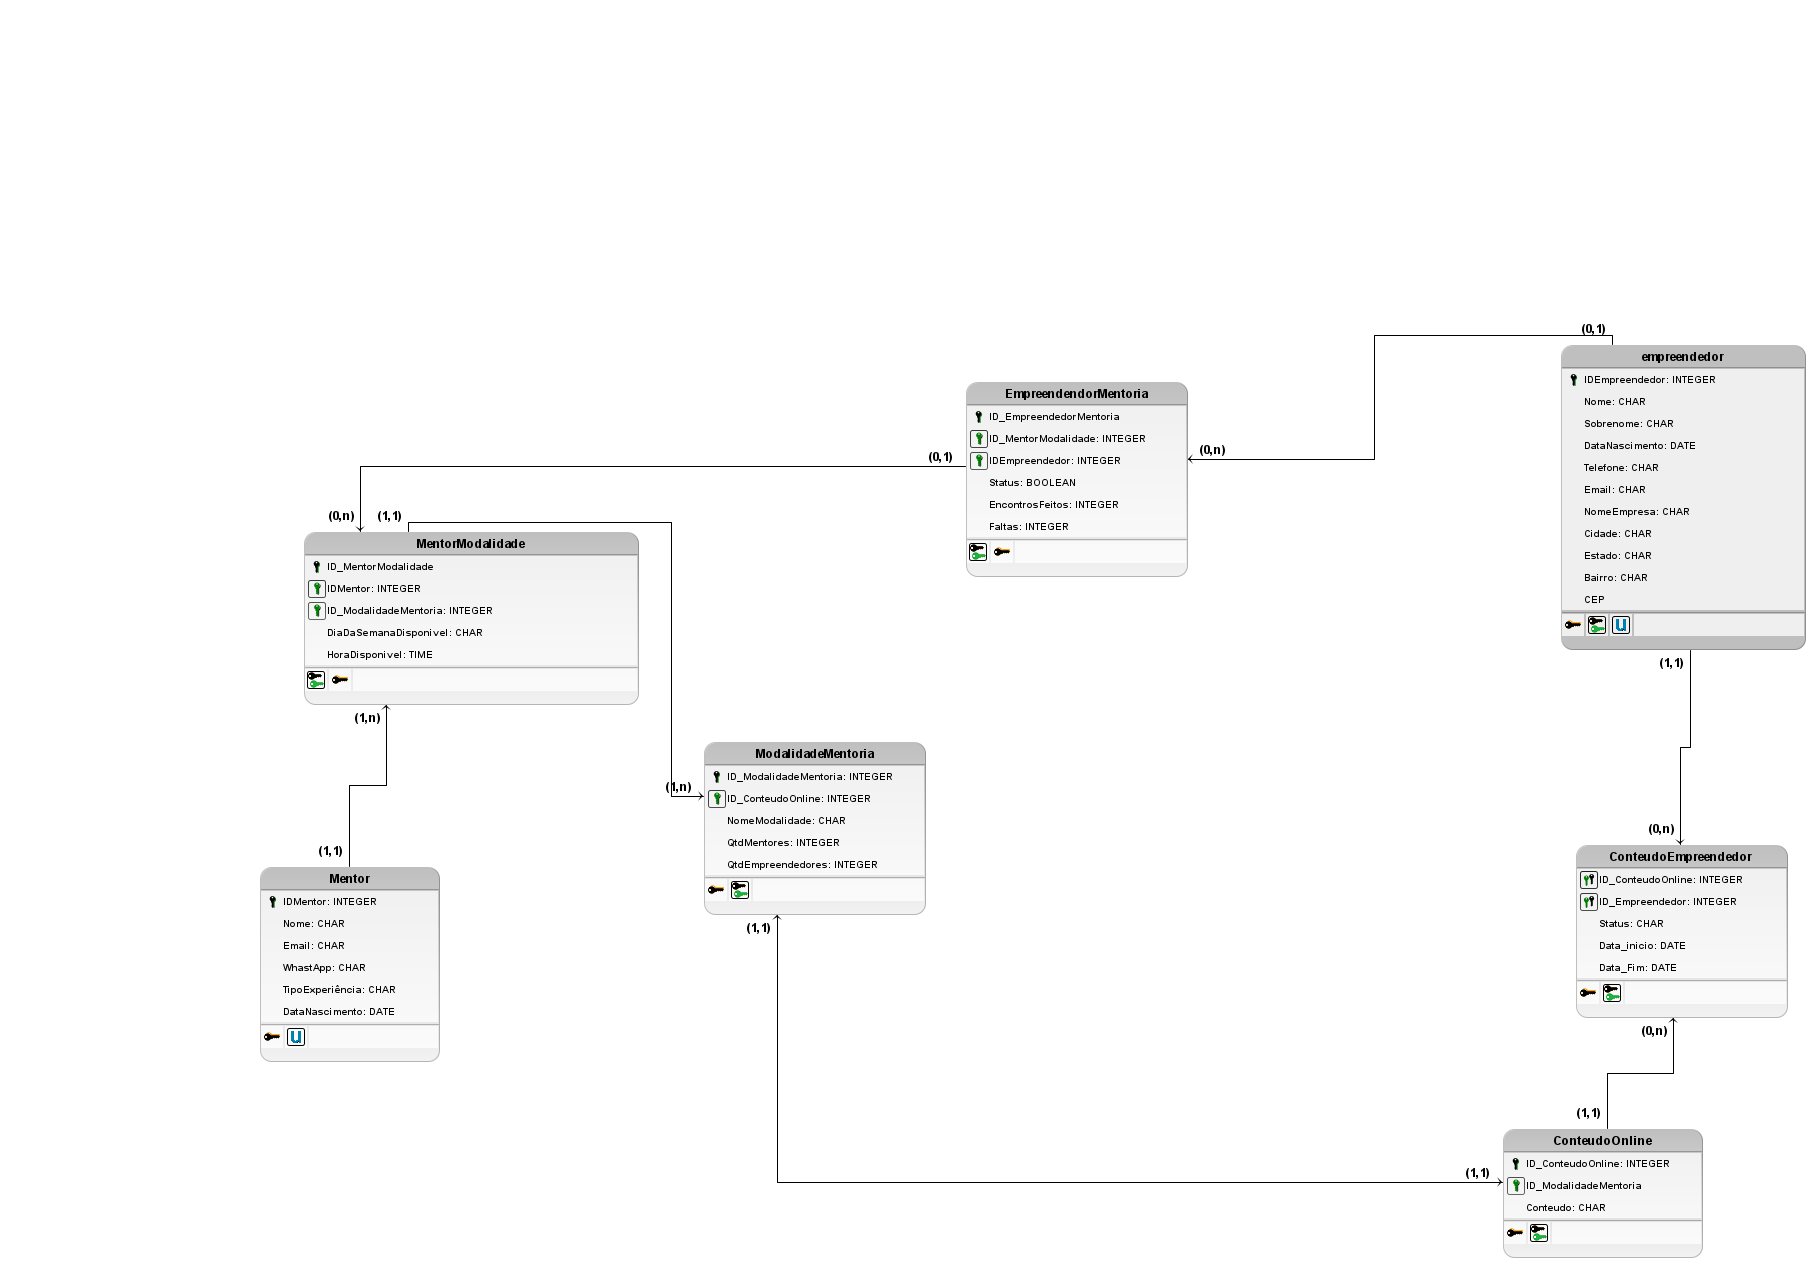 (0,1)
empreendedor
IDEmpreendedor: INTEGER
Nome: CHAR
Sobrenome: CHAR
DataNascimento: DATE
Telefone: CHAR
Email: CHAR
NomeEmpresa: CHAR
Cidade: CHAR
Estado: CHAR
Bairro: CHAR
CEP
U
(1,1)
EmpreendendorMentoria
ID_EmpreendedorMentoria
ID_MentorModalidade: INTEGER
IDEmpreendedor: INTEGER
Status: BOOLEAN
EncontrosFeitos: INTEGER
Faltas: INTEGER
(0,n)
(0,1)
(0,n)
(1,1)
MentorModalidade
ID_MentorModalidade
IDMentor: INTEGER
ID_ModalidadeMentoria: INTEGER
DiaDaSemanaDisponivel: CHAR
HoraDisponivel: TIME
(1,n)
ModalidadeMentoria
ID_ModalidadeMentoria: INTEGER
ID_ConteudoOnline: INTEGER
NomeModalidade: CHAR
QtdMentores: INTEGER
QtdEmpreendedores: INTEGER
(1,n)
(1,1)
(1,1)
Mentor
IDMentor: INTEGER
Nome: CHAR
Email: CHAR
WhastApp: CHAR
TipoExperiência: CHAR
DataNascimento: DATE
U
(0,n)
ConteudoEmpreendedor
ID_ConteudoOnline: INTEGER
ID_Empreendedor: INTEGER
Status: CHAR
Data_inicio: DATE
Data_Fim: DATE
(0,n)
(1,1)
ConteudoOnline
ID_ConteudoOnline: INTEGER
ID_ModalidadeMentoria
Conteudo: CHAR
(1,1)